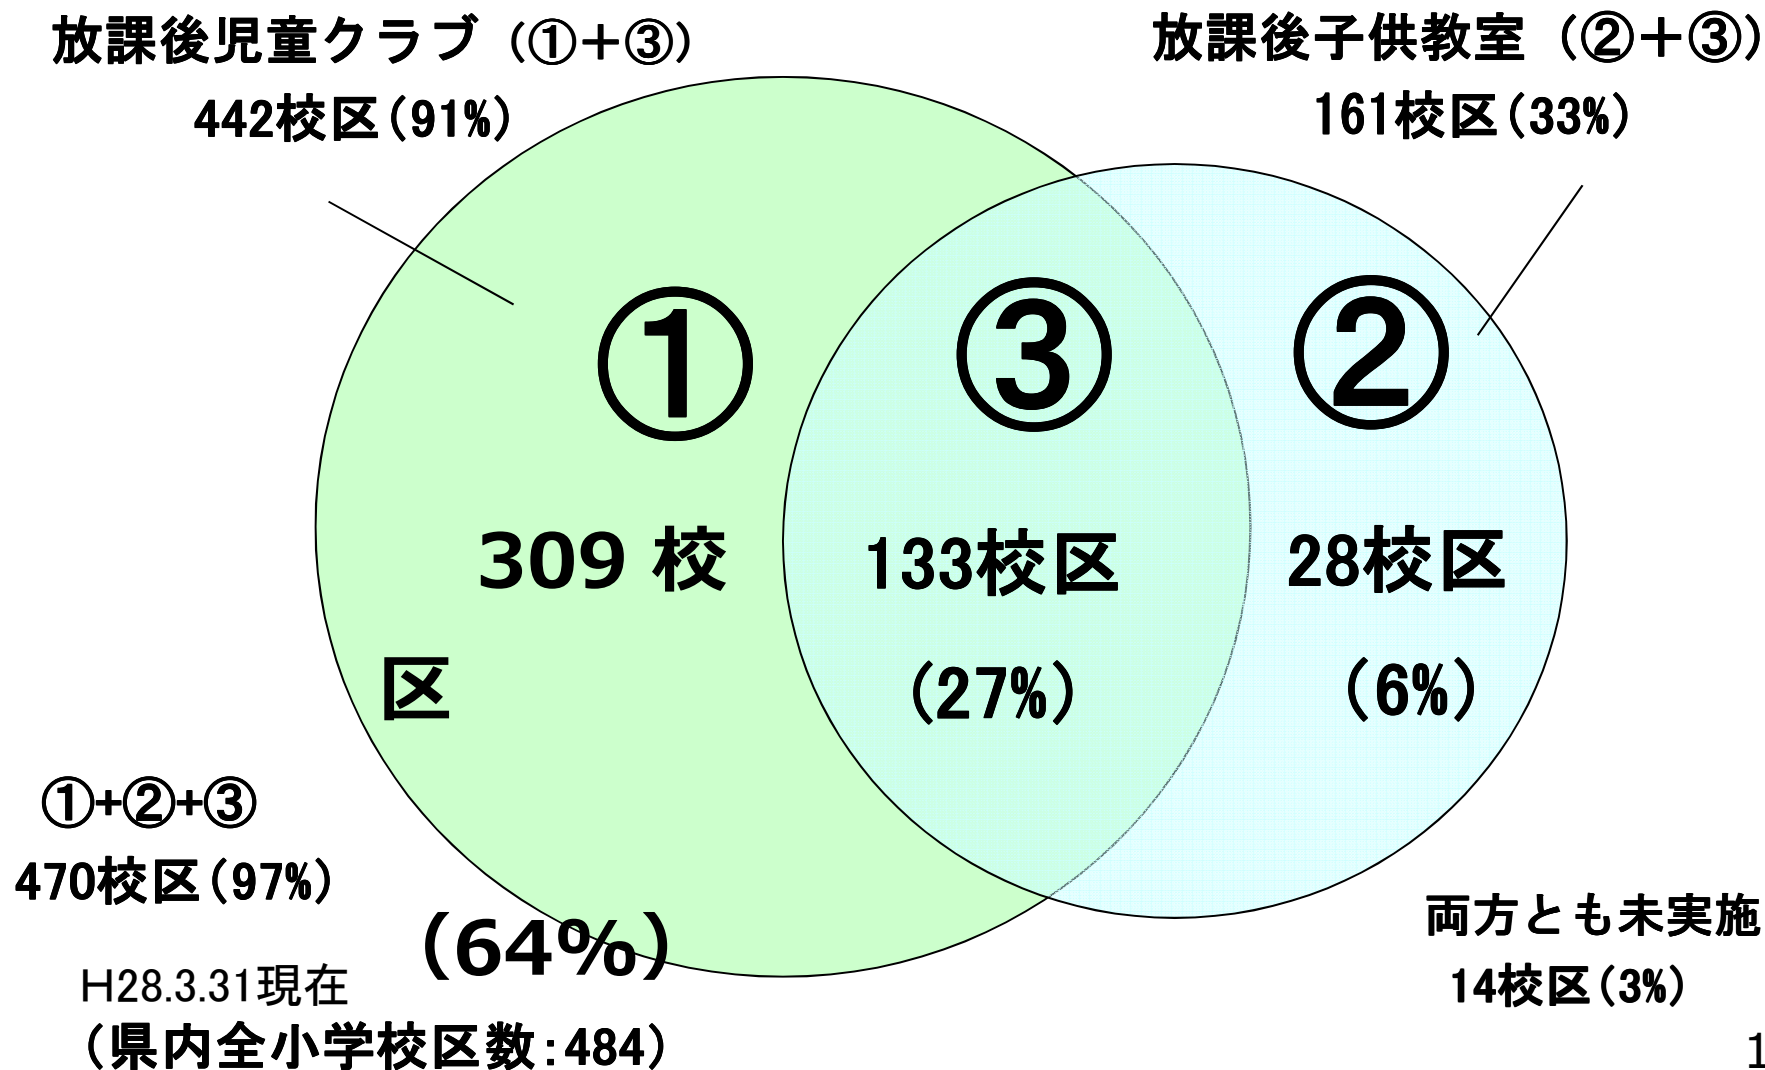 放課後児童クラブ（①＋③）
442校区（91％）
放課後子供教室（②＋③）
161校区（33％）
①
309 校
区
（64％）
③
133校区
（27％）
②
28校区
（6％）
①+②+③
470校区（97％）
H28.3.31現在
（県内全小学校区数：484）
両方とも未実施
14校区（3％）
1